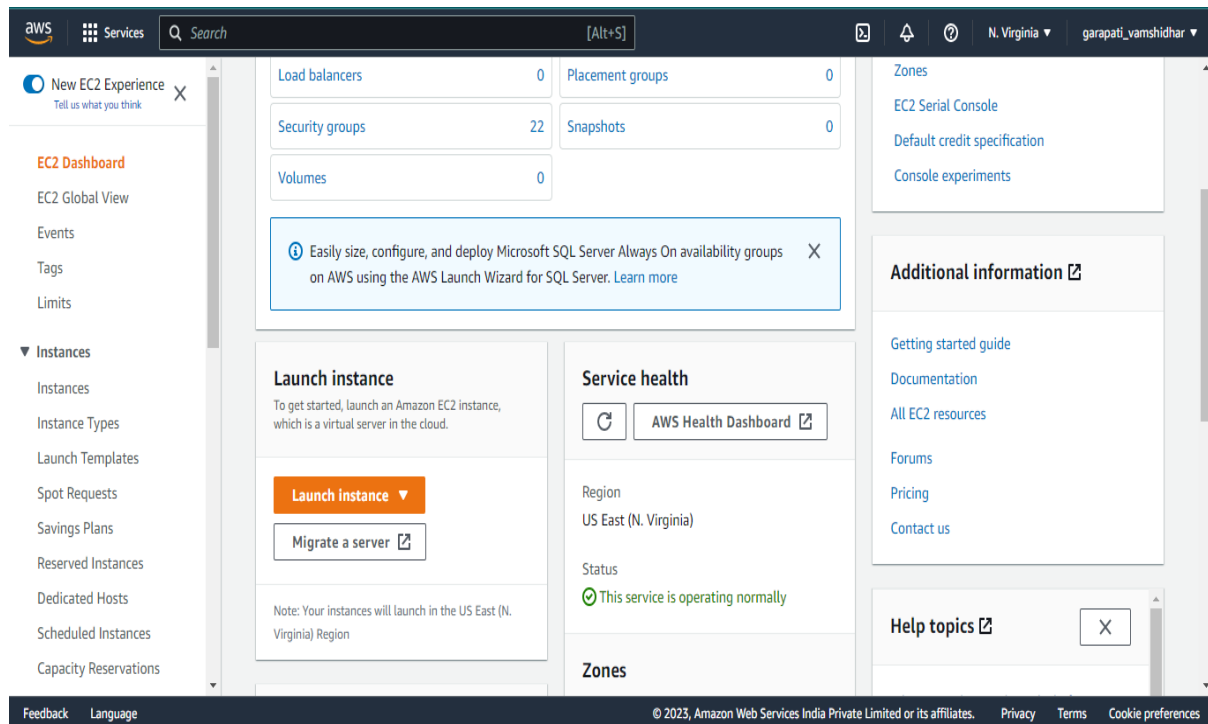 aws
Services
Search
[Alt+S]
N. Virginia ▼
garapati_vamshidhar ▼
New EC2 Experience
Tell us what you think
EC2 Dashboard
EC2 Global View
Events
Tags
Limits
▼ Instances
Instances
Instance Types
Launch Templates
Spot Requests
Savings Plans
Reserved Instances
Dedicated Hosts
Scheduled Instances
Capacity Reservations
Load balancers 0
Placement groups 0
Security groups 22
Snapshots 0
Volumes 0
Easily size, configure, and deploy Microsoft SQL Server Always On availability groups
on AWS using the AWS Launch Wizard for SQL Server. Learn more
Launch instance
To get started, launch an Amazon EC2 instance,
which is a virtual server in the cloud.
Launch instance ▼
Migrate a server
Note: Your instances will launch in the US East (N.
Virginia) Region
Service health
AWS Health Dashboard
Region
US East (N. Virginia)
Status
This service is operating normally
Zones
Zones
EC2 Serial Console
Default credit specification
Console experiments
Additional information
Getting started guide
Documentation
All EC2 resources
Forums
Pricing
Contact us
Help topics
Feedback
Language
© 2023, Amazon Web Services India Private Limited or its affiliates.
Privacy
Terms
Cookie preferences